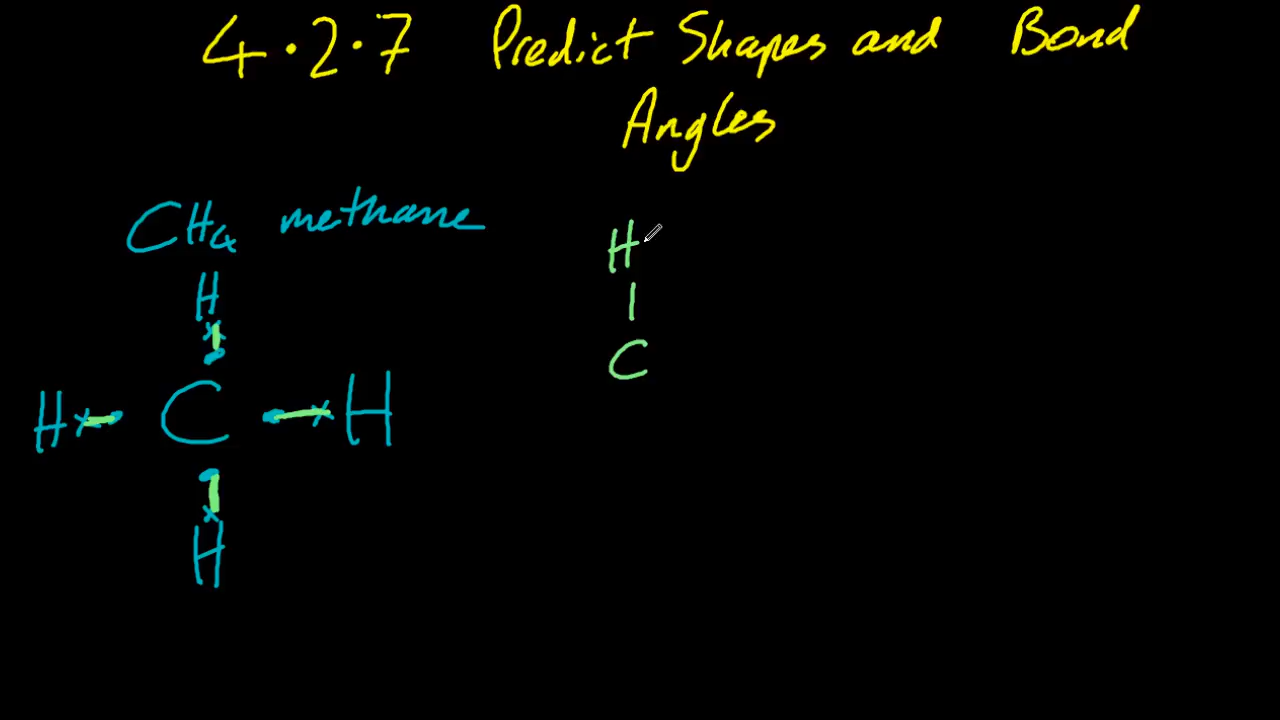 4.2.7 Predict Shapes and Bond
Angles
CH4 methane
H
H C H
H
H
C